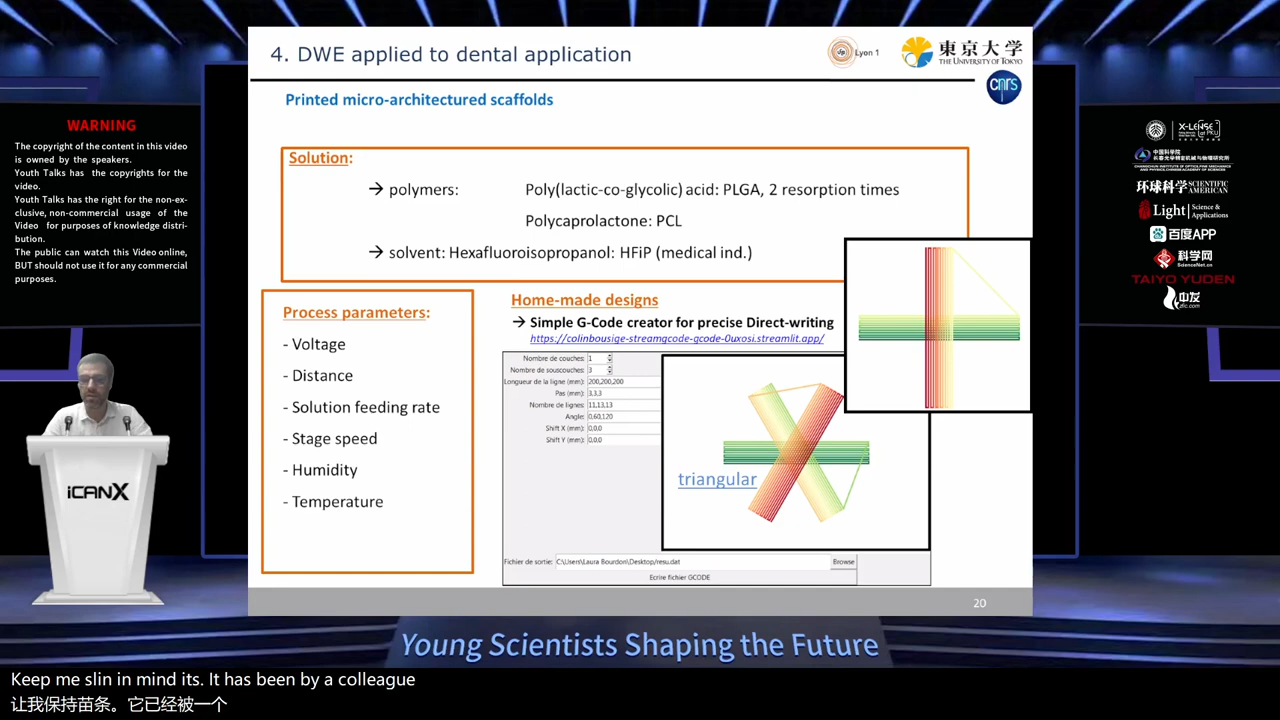 4. DWE applied to dental application
Lyon 1
東京大学
THE UNIVERSITY OF TOKYO
cnrs
Printed micro-architectured scaffolds
Solution:
→ polymers: Poly(lactic-co-glycolic) acid: PLGA, 2 resorption times
Polycaprolactone: PCL
→ solvent: Hexafluoroisopropanol: HFiP (medical ind.)
Process parameters:
- Voltage
- Distance
- Solution feeding rate
- Stage speed
- Humidity
- Temperature
Home-made designs
→ Simple G-Code creator for precise Direct-writing
https://colinbousige-streamgcode-gcode-0uxosi.streamlit.app/
Nombre de couches: 1
Nombre de souscouches: 3
Longueur de la ligne (mm): 200,200,200
Pas (mm): 3,3,3
Nombre de lignes: 11,13,13
Angle: 0,60,120
Shift X (mm): 0,0,0
Shift Y (mm): 0,0,0
triangular
Fichier de sortie: C:\Users\Laura Bourdon/Desktop/resu.dat Browse
Ecrire fichier GCODE
20
WARNING
The copyright of the content in this video
is owned by the speakers.
Youth Talks has the copyrights for the
video.
Youth Talks has the right for the non-ex-
clusive, non-commercial usage of the
Video for purposes of knowledge distri-
bution.
The public can watch this Video online,
BUT should not use it for any commercial
purposes.
iCANX
X-LENSE
环球科学 SCIENTIFIC AMERICAN
Light Science & Applications
百度APP
科学网
ScienceNet.cn
TAIYO YUDEN
中发
Young Scientists Shaping the Future
Keep me slin in mind its. It has been by a colleague
让我保持苗条。它已经被一个